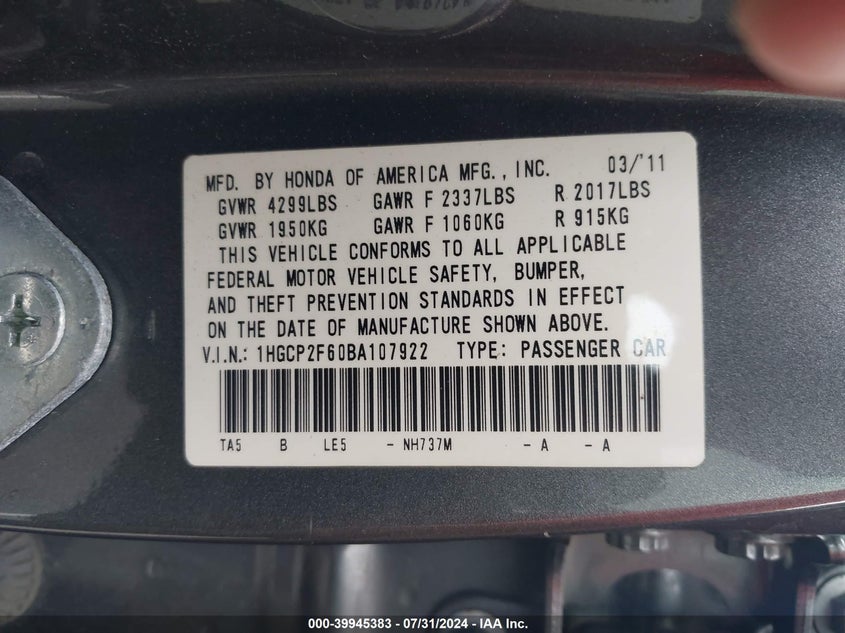 MFD. BY HONDA OF AMERICA MFG., INC. 03/'11
GVWR 4299LBS GAWR F 2337LBS R 2017LBS
GVWR 1950KG GAWR F 1060KG R 915KG
THIS VEHICLE CONFORMS TO ALL APPLICABLE
FEDERAL MOTOR VEHICLE SAFETY, BUMPER,
AND THEFT PREVENTION STANDARDS IN EFFECT
ON THE DATE OF MANUFACTURE SHOWN ABOVE.
V.I.N.: 1HGCP2F60BA107922 TYPE: PASSENGER CAR
TA5 B LE5 - NH737M - A - A
000-39945383 - 07/31/2024 - IAA Inc.